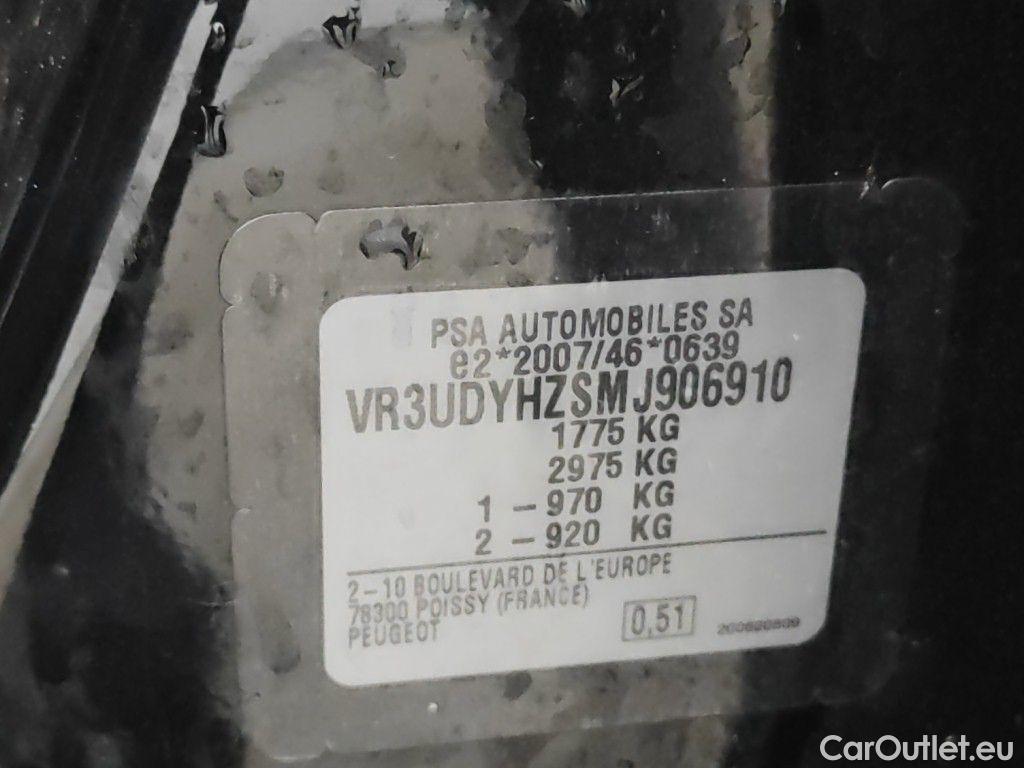 PSA AUTOMOBILES SA
e2*2007/46*0639
VR3UDYHZSMJ906910
1775 KG
2975 KG
1 – 970 KG
2 – 920 KG
2–10 BOULEVARD DE L'EUROPE
78300 POISSY (FRANCE)
PEUGEOT
0,51
CarOutlet.eu